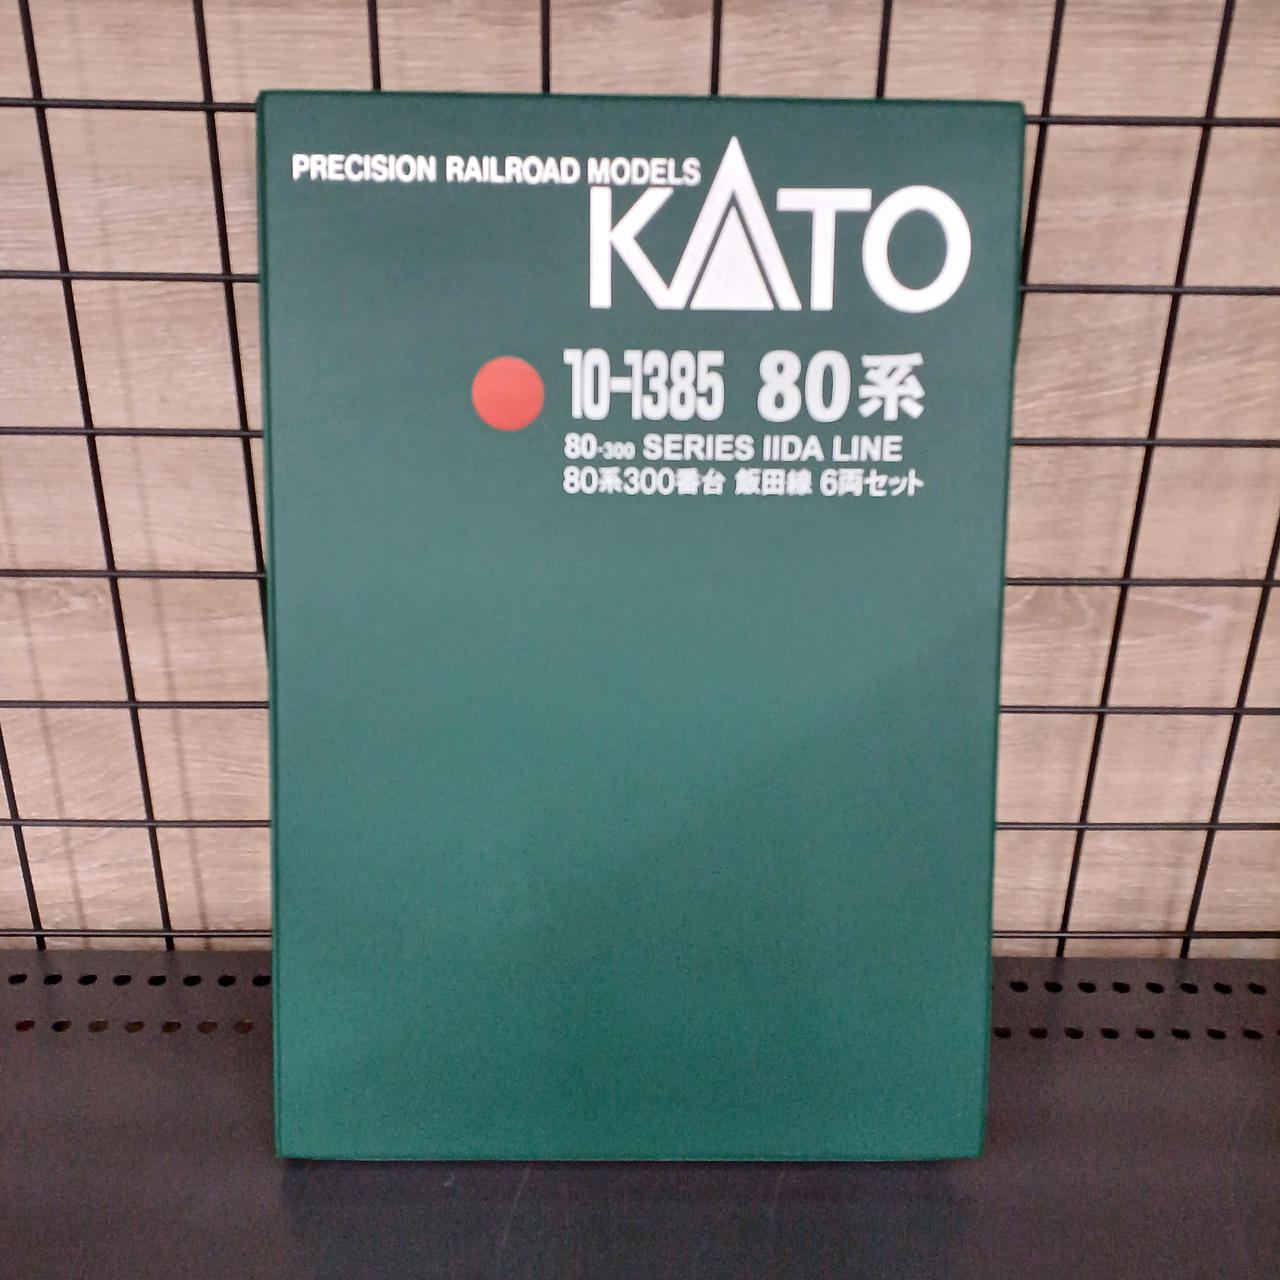 PRECISION RAILROAD MODELS
KATO
10-1385 80系
80-300 SERIES IIDA LINE
80系300番台 飯田線 6両セット